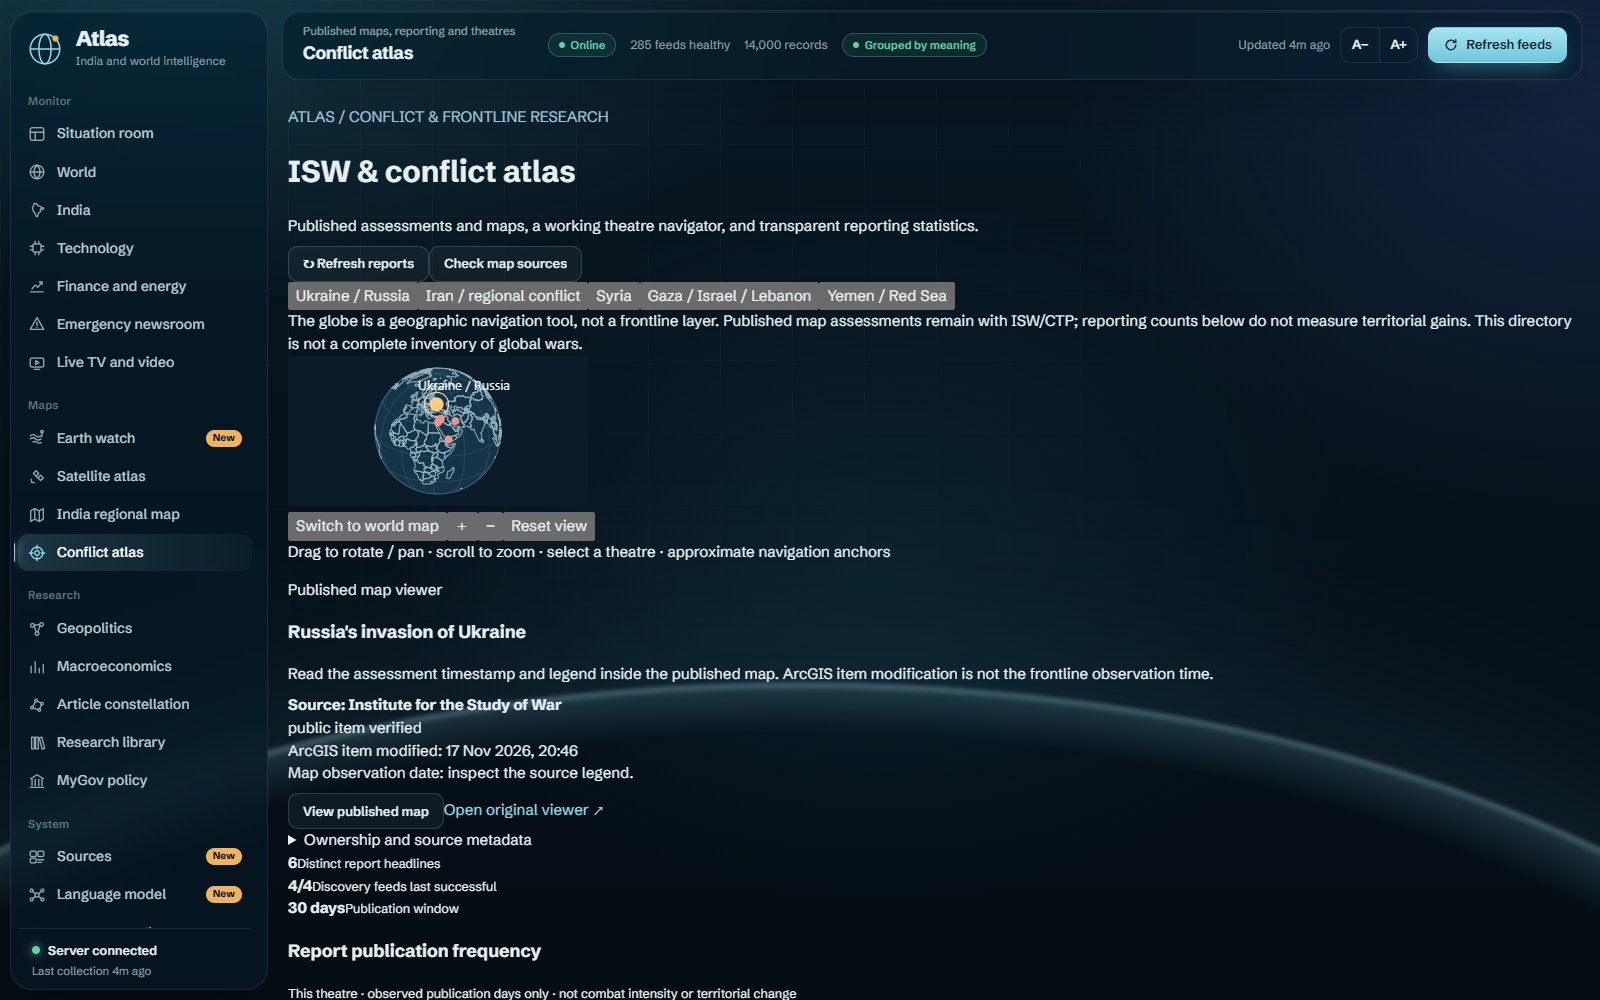 Atlas
India and world intelligence
Monitor
Situation room
World
India
Technology
Finance and energy
Emergency newsroom
Live TV and video
Maps
Earth watch New
Satellite atlas
India regional map
Conflict atlas
Research
Geopolitics
Macroeconomics
Article constellation
Research library
MyGov policy
System
Sources New
Language model New
Server connected
Last collection 4m ago
Published maps, reporting and theatres
Conflict atlas
Online 285 feeds healthy 14,000 records Grouped by meaning
Updated 4m ago A− A+ Refresh feeds
ATLAS / CONFLICT & FRONTLINE RESEARCH
ISW & conflict atlas
Published assessments and maps, a working theatre navigator, and transparent reporting statistics.
↻ Refresh reports Check map sources
Ukraine / Russia Iran / regional conflict Syria Gaza / Israel / Lebanon Yemen / Red Sea
The globe is a geographic navigation tool, not a frontline layer. Published map assessments remain with ISW/CTP; reporting counts below do not measure territorial gains. This directory
is not a complete inventory of global wars.
Ukraine / Russia
Switch to world map + − Reset view
Drag to rotate / pan · scroll to zoom · select a theatre · approximate navigation anchors
Published map viewer
Russia's invasion of Ukraine
Read the assessment timestamp and legend inside the published map. ArcGIS item modification is not the frontline observation time.
Source: Institute for the Study of War
public item verified
ArcGIS item modified: 17 Nov 2026, 20:46
Map observation date: inspect the source legend.
View published map Open original viewer ↗
▶ Ownership and source metadata
6Distinct report headlines
4/4Discovery feeds last successful
30 daysPublication window
Report publication frequency
This theatre · observed publication days only · not combat intensity or territorial change